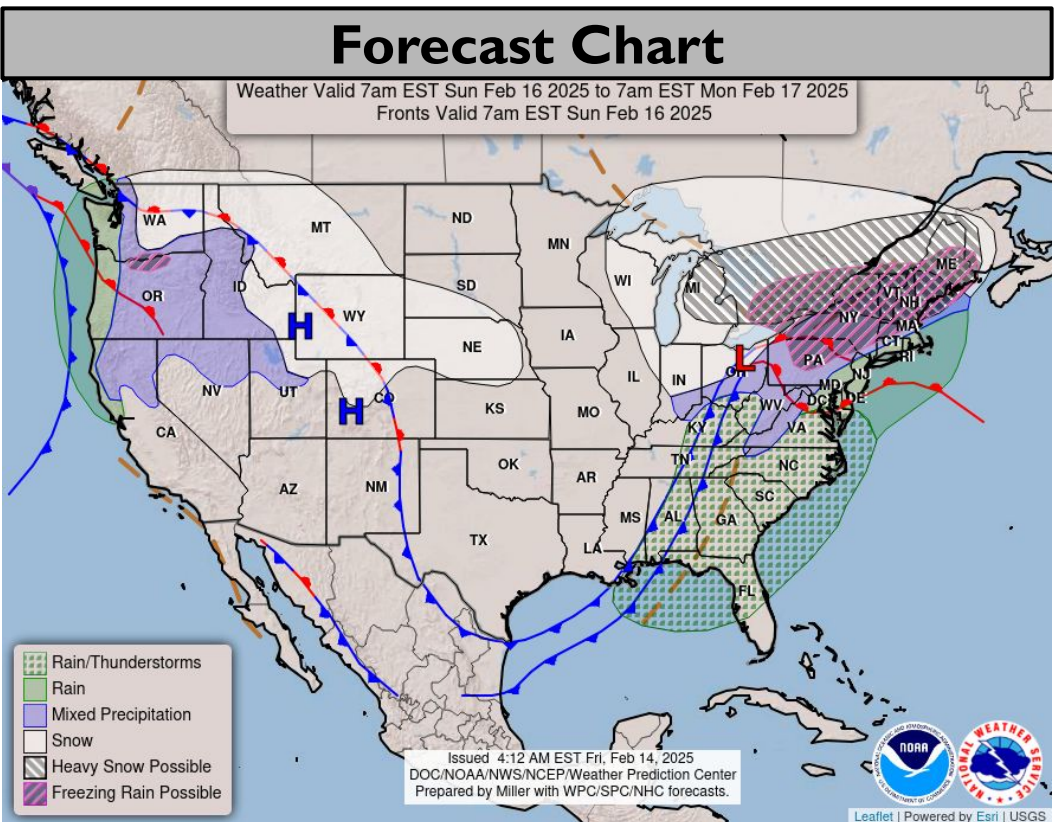 Forecast Chart
Weather Valid 7am EST Sun Feb 16 2025 to 7am EST Mon Feb 17 2025
Fronts Valid 7am EST Sun Feb 16 2025
WA
MT
ND
MN
OR
ID
WY
SD
WI
MI
ME
VT
NH
NY
MA
CT
RI
H
NE
IA
L
PA
NJ
NV
UT
CO
H
KS
MO
IL
IN
OH
WV
MD
DC
DE
CA
KY
VA
AZ
NM
OK
AR
TN
NC
SC
TX
LA
MS
AL
GA
FL
Rain/Thunderstorms
Rain
Mixed Precipitation
Snow
Heavy Snow Possible
Freezing Rain Possible
Issued 4:12 AM EST Fri, Feb 14, 2025
DOC/NOAA/NWS/NCEP/Weather Prediction Center
Prepared by Miller with WPC/SPC/NHC forecasts.
NOAA
NATIONAL WEATHER SERVICE
Leaflet | Powered by Esri | USGS